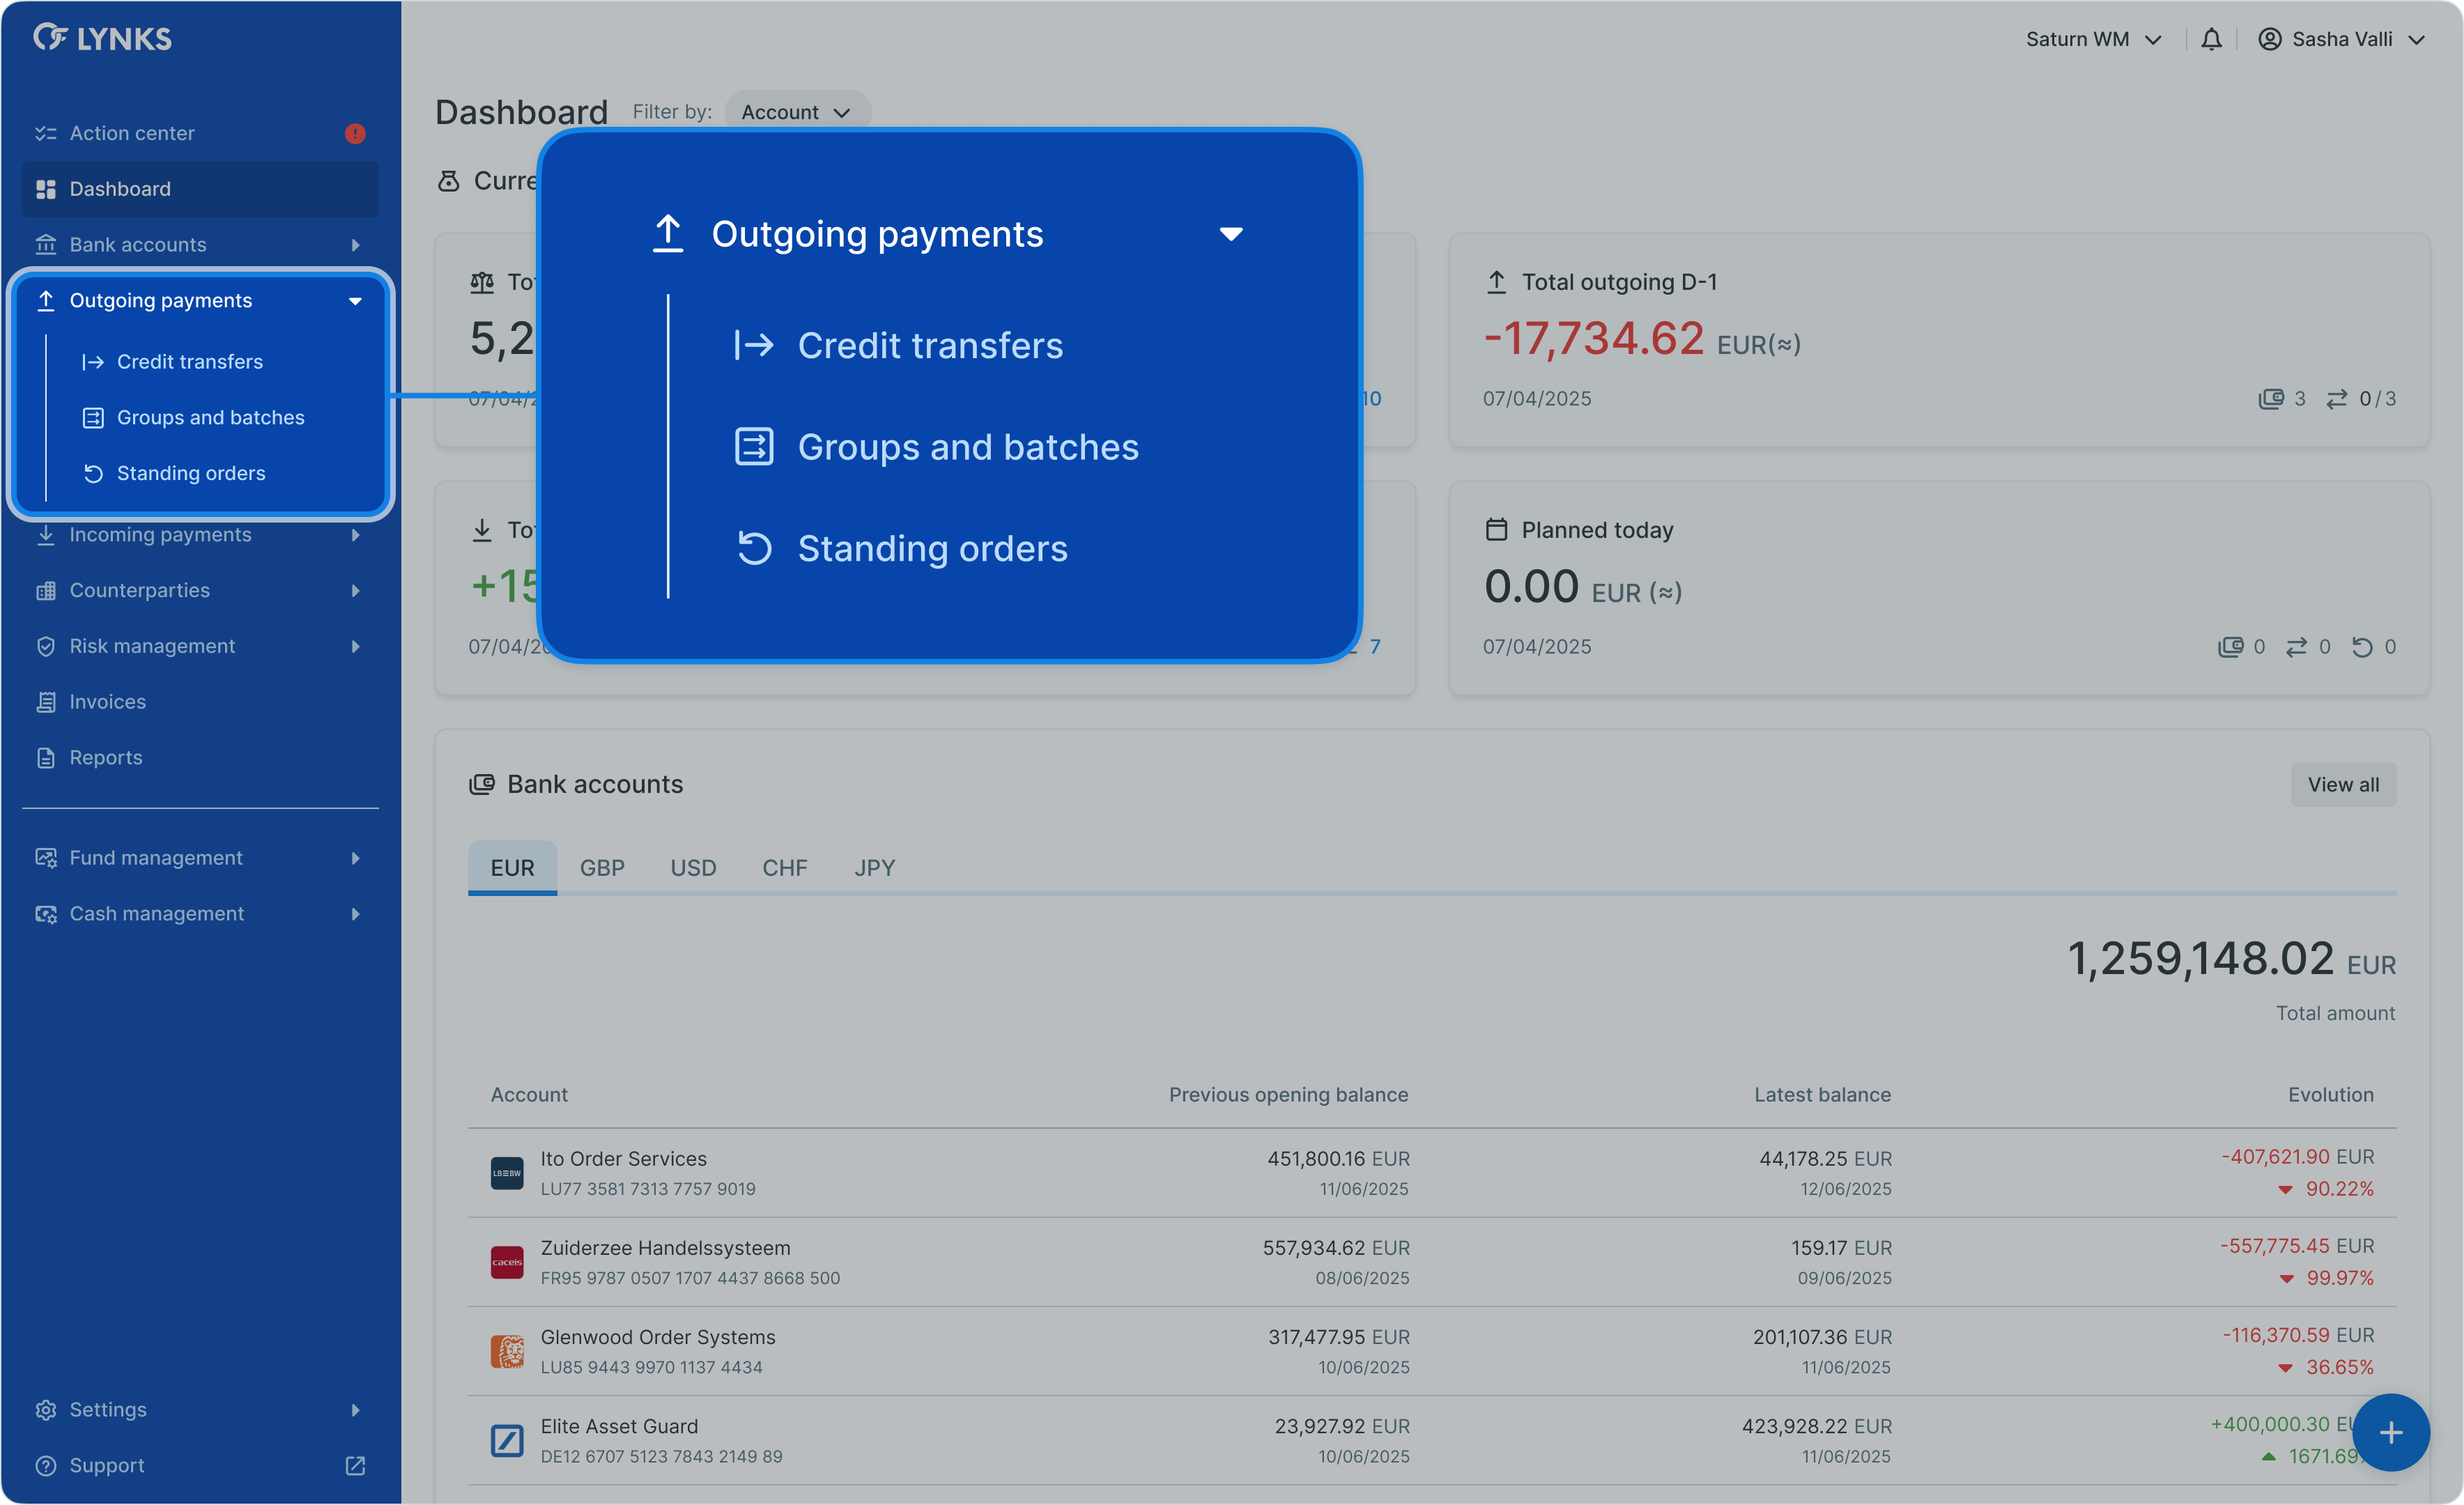 LYNKS
Saturn WM
Sasha Valli
Action center
Dashboard
Bank accounts
Outgoing payments
Credit transfers
Groups and batches
Standing orders
Incoming payments
Counterparties
Risk management
Invoices
Reports
Fund management
Cash management
Settings
Support
Dashboard Filter by: Account
Outgoing payments
Credit transfers
Groups and batches
Standing orders
5,2
07/04/2
10
Total outgoing D-1
-17,734.62 EUR(≈)
07/04/2025 3 0/3
+15
07/04/20
7
Planned today
0.00 EUR (≈)
07/04/2025 0 0 0
Bank accounts View all
EUR GBP USD CHF JPY
1,259,148.02 EUR
Total amount
Account Previous opening balance Latest balance Evolution
LB≡BW
Ito Order Services 451,800.16 EUR 44,178.25 EUR -407,621.90 EUR
LU77 3581 7313 7757 9019 11/06/2025 12/06/2025 90.22%
caceis
Zuiderzee Handelssysteem 557,934.62 EUR 159.17 EUR -557,775.45 EUR
FR95 9787 0507 1707 4437 8668 500 08/06/2025 09/06/2025 99.97%
Glenwood Order Systems 317,477.95 EUR 201,107.36 EUR -116,370.59 EUR
LU85 9443 9970 1137 4434 10/06/2025 11/06/2025 36.65%
Elite Asset Guard 23,927.92 EUR 423,928.22 EUR +400,000.30
DE12 6707 5123 7843 2149 89 10/06/2025 11/06/2025 1671.69